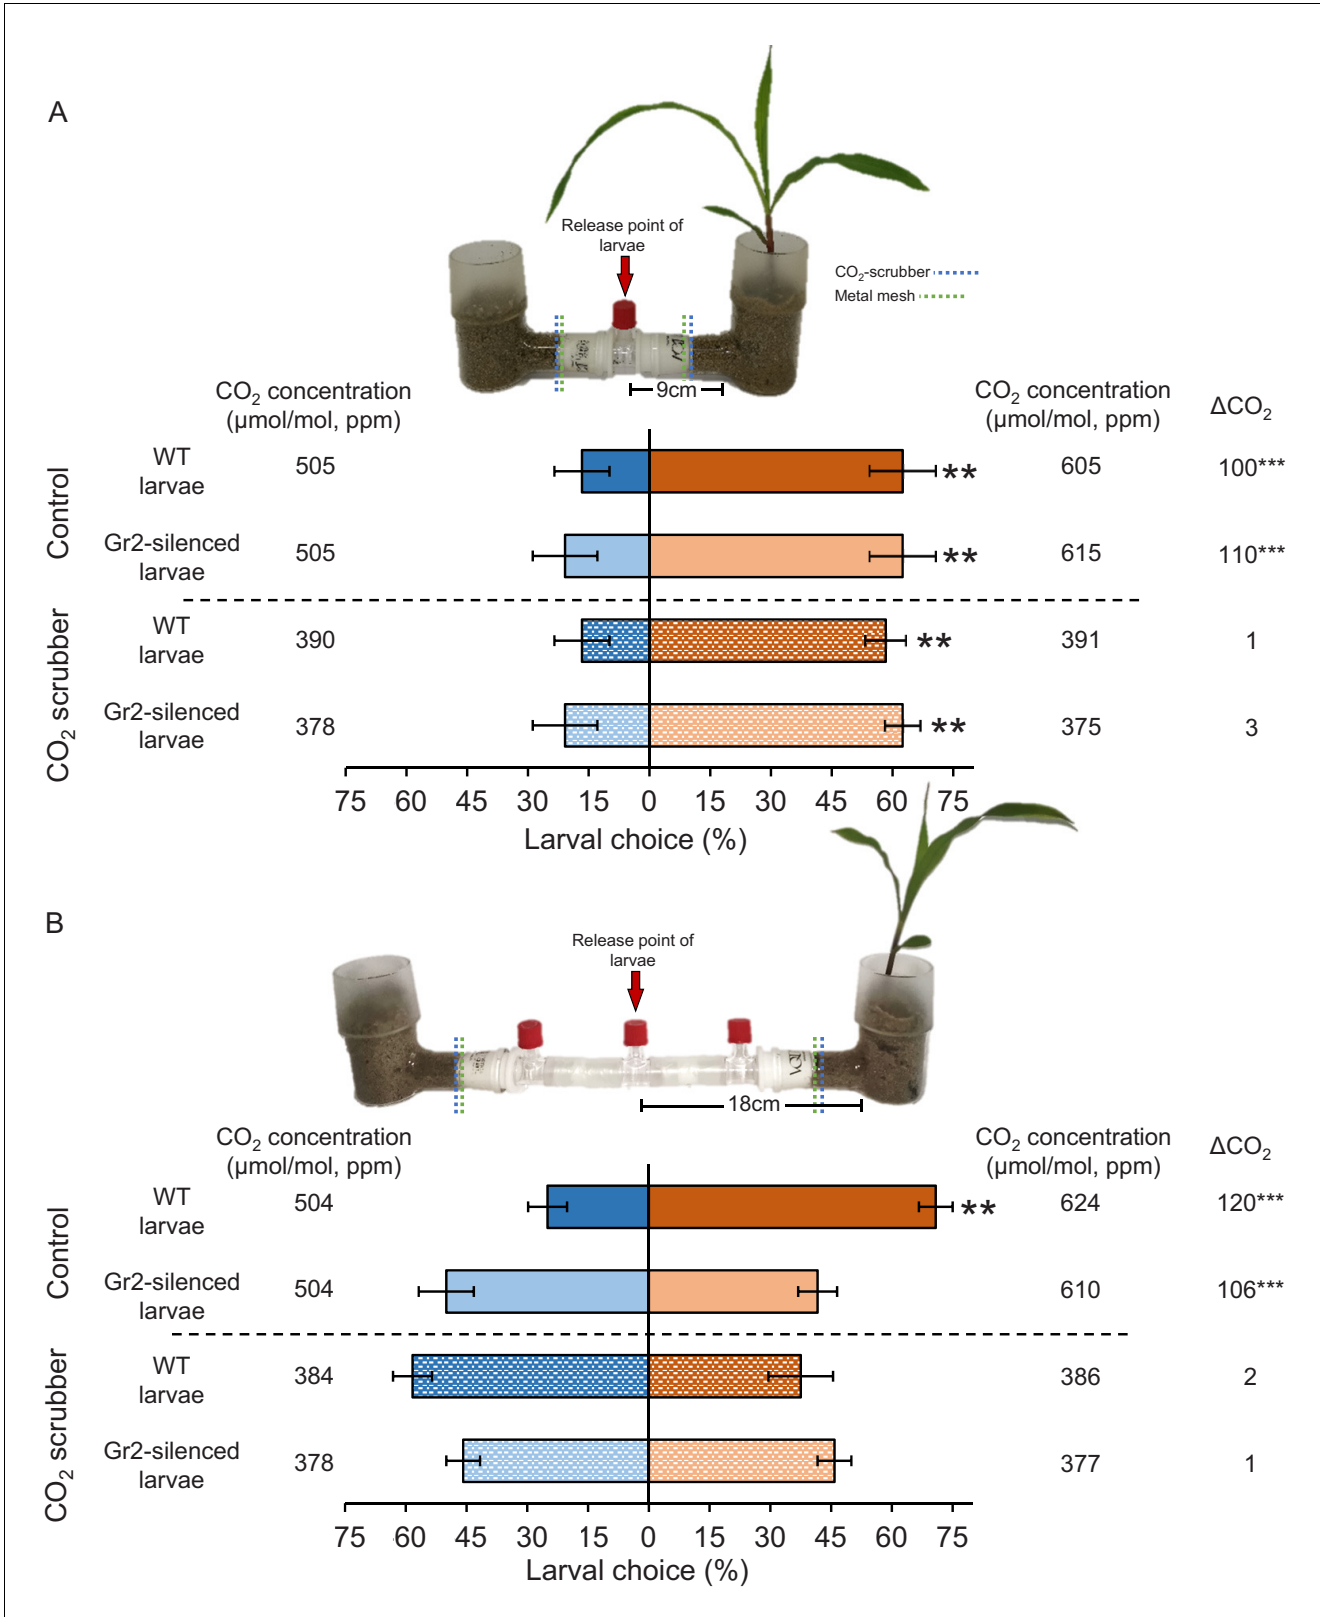 A
Release point of
larvae
CO₂-scrubber
Metal mesh
9cm
CO₂ concentration
(µmol/mol, ppm)
CO₂ concentration
(µmol/mol, ppm)
ΔCO₂
Control
WT
larvae
505
**
605
100***
Gr2-silenced
larvae
505
**
615
110***
CO₂ scrubber
WT
larvae
390
**
391
1
Gr2-silenced
larvae
378
**
375
3
75 60 45 30 15 0 15 30 45 60 75
Larval choice (%)
B
Release point of
larvae
18cm
CO₂ concentration
(µmol/mol, ppm)
CO₂ concentration
(µmol/mol, ppm)
ΔCO₂
Control
WT
larvae
504
**
624
120***
Gr2-silenced
larvae
504
610
106***
CO₂ scrubber
WT
larvae
384
386
2
Gr2-silenced
larvae
378
377
1
75 60 45 30 15 0 15 30 45 60 75
Larval choice (%)